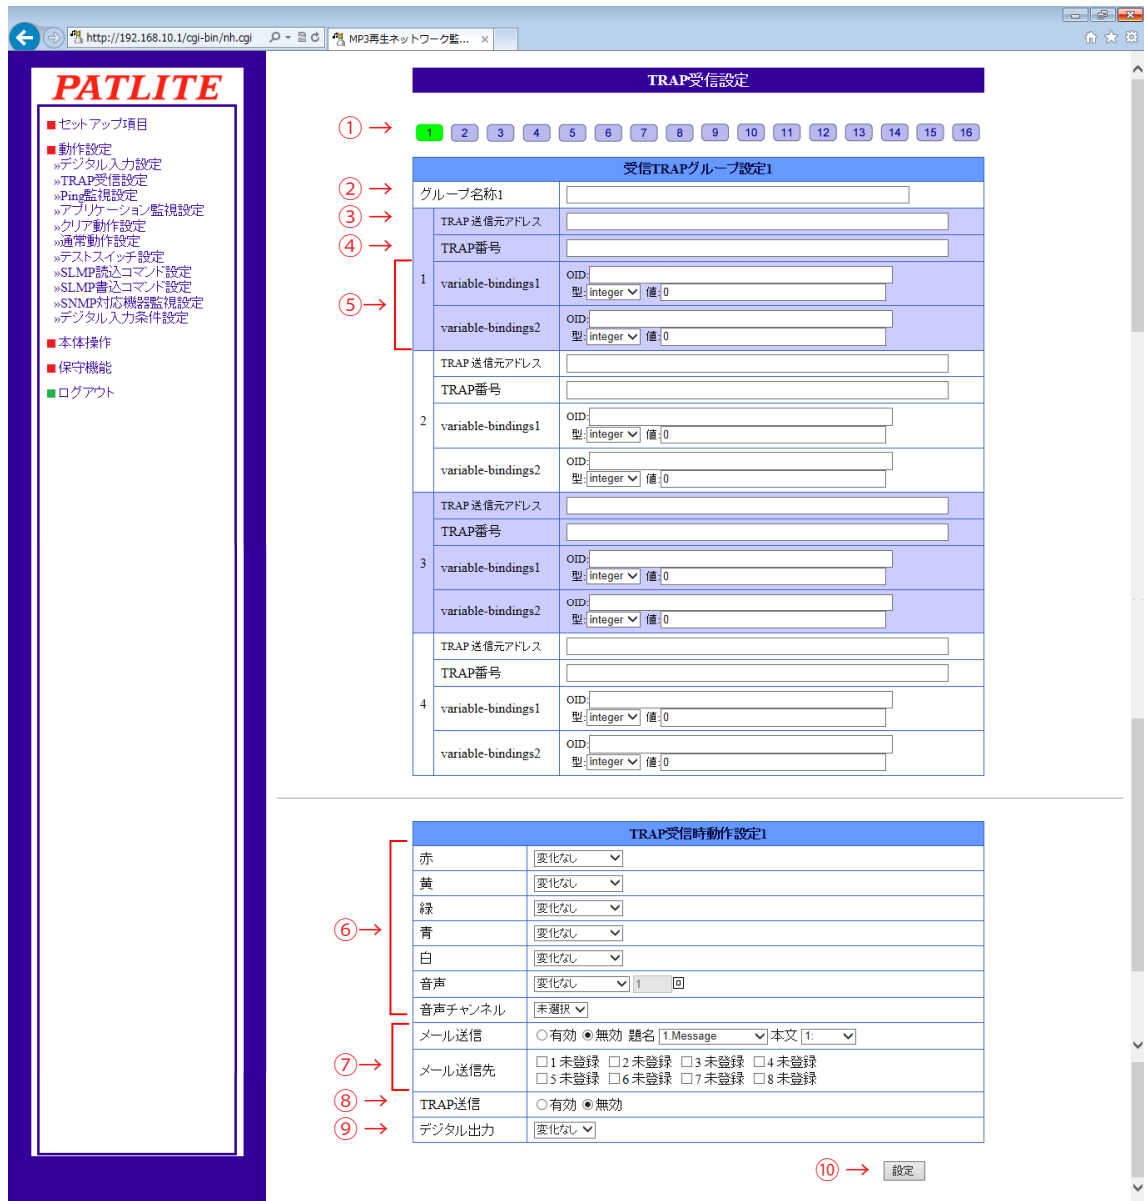 http://192.168.10.1/cgi-bin/nh.cgi
MP3再生ネットワーク監... ×
PATLITE
■セットアップ項目
■動作設定
»デジタル入力設定
»TRAP受信設定
»Ping監視設定
»アプリケーション監視設定
»クリア動作設定
»通常動作設定
»テストスイッチ設定
»SLMP読込コマンド設定
»SLMP書込コマンド設定
»SNMP対応機器監視設定
»デジタル入力条件設定
■本体操作
■保守機能
■ログアウト
TRAP受信設定
①→ 1 2 3 4 5 6 7 8 9 10 11 12 13 14 15 16
受信TRAPグループ設定1
②→ グループ名称1
③→ TRAP送信元アドレス
④→ TRAP番号
⑤→
1
variable-bindings1 OID:
型: integer 値: 0
variable-bindings2 OID:
型: integer 値: 0
TRAP送信元アドレス
TRAP番号
2
variable-bindings1 OID:
型: integer 値: 0
variable-bindings2 OID:
型: integer 値: 0
TRAP送信元アドレス
TRAP番号
3
variable-bindings1 OID:
型: integer 値: 0
variable-bindings2 OID:
型: integer 値: 0
TRAP送信元アドレス
TRAP番号
4
variable-bindings1 OID:
型: integer 値: 0
variable-bindings2 OID:
型: integer 値: 0
TRAP受信時動作設定1
⑥→
赤 変化なし
黄 変化なし
緑 変化なし
青 変化なし
白 変化なし
音声 変化なし 1 回
音声チャンネル 未選択
⑦→
メール送信 ○有効 ◉無効 題名 1.Message 本文 1:
メール送信先 □1 未登録 □2 未登録 □3 未登録 □4 未登録
□5 未登録 □6 未登録 □7 未登録 □8 未登録
⑧→ TRAP送信 ○有効 ◉無効
⑨→ デジタル出力 変化なし
⑩→ 設定